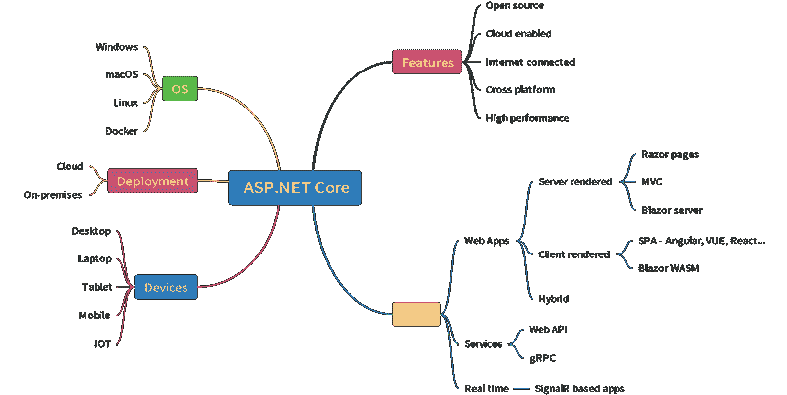 ASP.NET Core
Features
Open source
Cloud enabled
Internet connected
Cross platform
High performance
OS
Windows
macOS
Linux
Docker
Deployment
Cloud
On-premises
Devices
Desktop
Laptop
Tablet
Mobile
IOT
Web Apps
Server rendered
Razor pages
MVC
Blazor server
Client rendered
SPA - Angular, VUE, React...
Blazor WASM
Hybrid
Services
Web API
gRPC
Real time
SignalR based apps